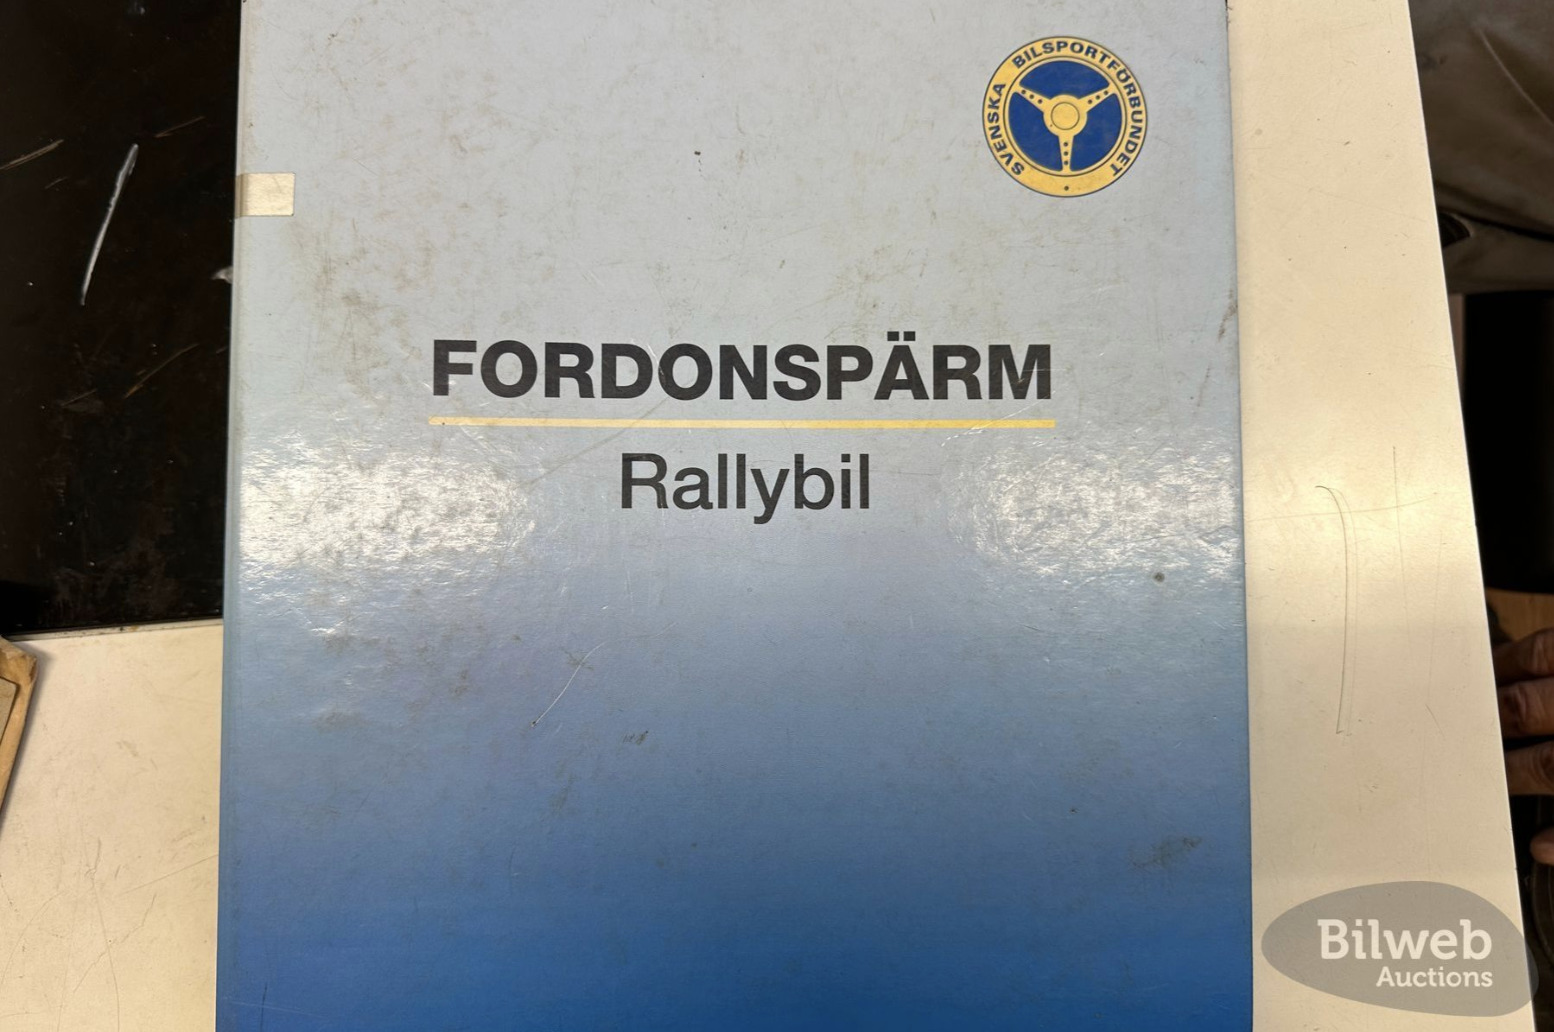 SVENSKA BILSPORTFÖRBUNDET
FORDONSPÄRM
Rallybil
Bilweb
Auctions